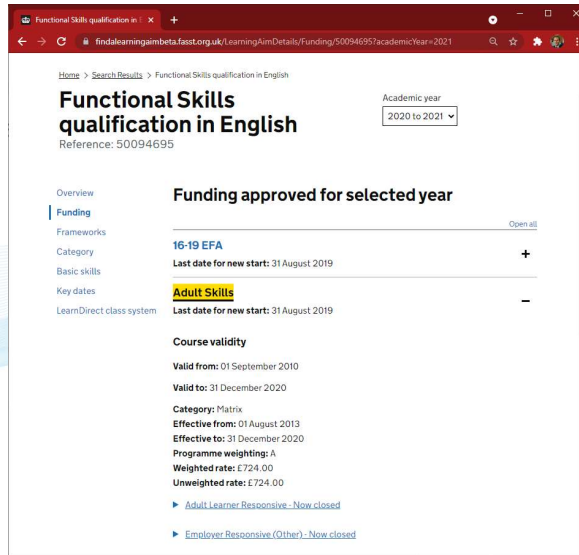 Functional Skills qualification in E
findalearningaimbeta.fasst.org.uk/LearningAimDetails/Funding/50094695?academicYear=2021
Home > Search Results > Functional Skills qualification in English
Functional Skills
qualification in English
Reference: 50094695
Academic year
2020 to 2021
Overview
Funding
Frameworks
Category
Basic skills
Key dates
LearnDirect class system
Funding approved for selected year
Open all
16-19 EFA
Last date for new start: 31 August 2019
Adult Skills
Last date for new start: 31 August 2019
Course validity
Valid from: 01 September 2010
Valid to: 31 December 2020
Category: Matrix
Effective from: 01 August 2013
Effective to: 31 December 2020
Programme weighting: A
Weighted rate: £724.00
Unweighted rate: £724.00
Adult Learner Responsive - Now closed
Employer Responsive (Other) - Now closed